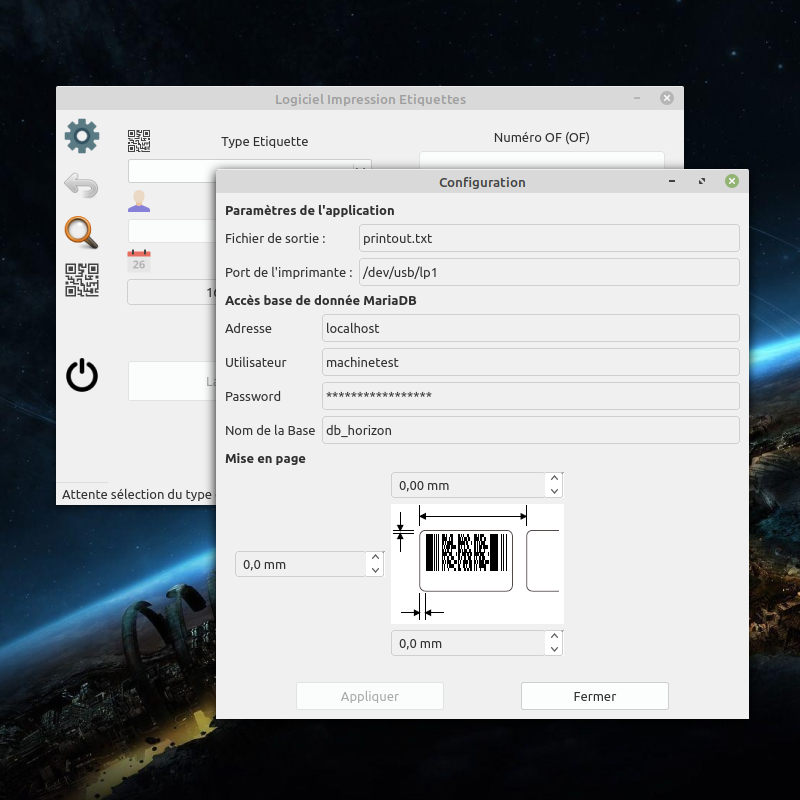 Logiciel Impression Etiquettes
Type Etiquette
Numéro OF (OF)
26
Attente sélection du type
Configuration
Paramètres de l'application
Fichier de sortie : printout.txt
Port de l'imprimante : /dev/usb/lp1
Accès base de donnée MariaDB
Adresse localhost
Utilisateur machinetest
Password *****************
Nom de la Base db_horizon
Mise en page
0,00 mm
0,0 mm
0,0 mm
Appliquer Fermer